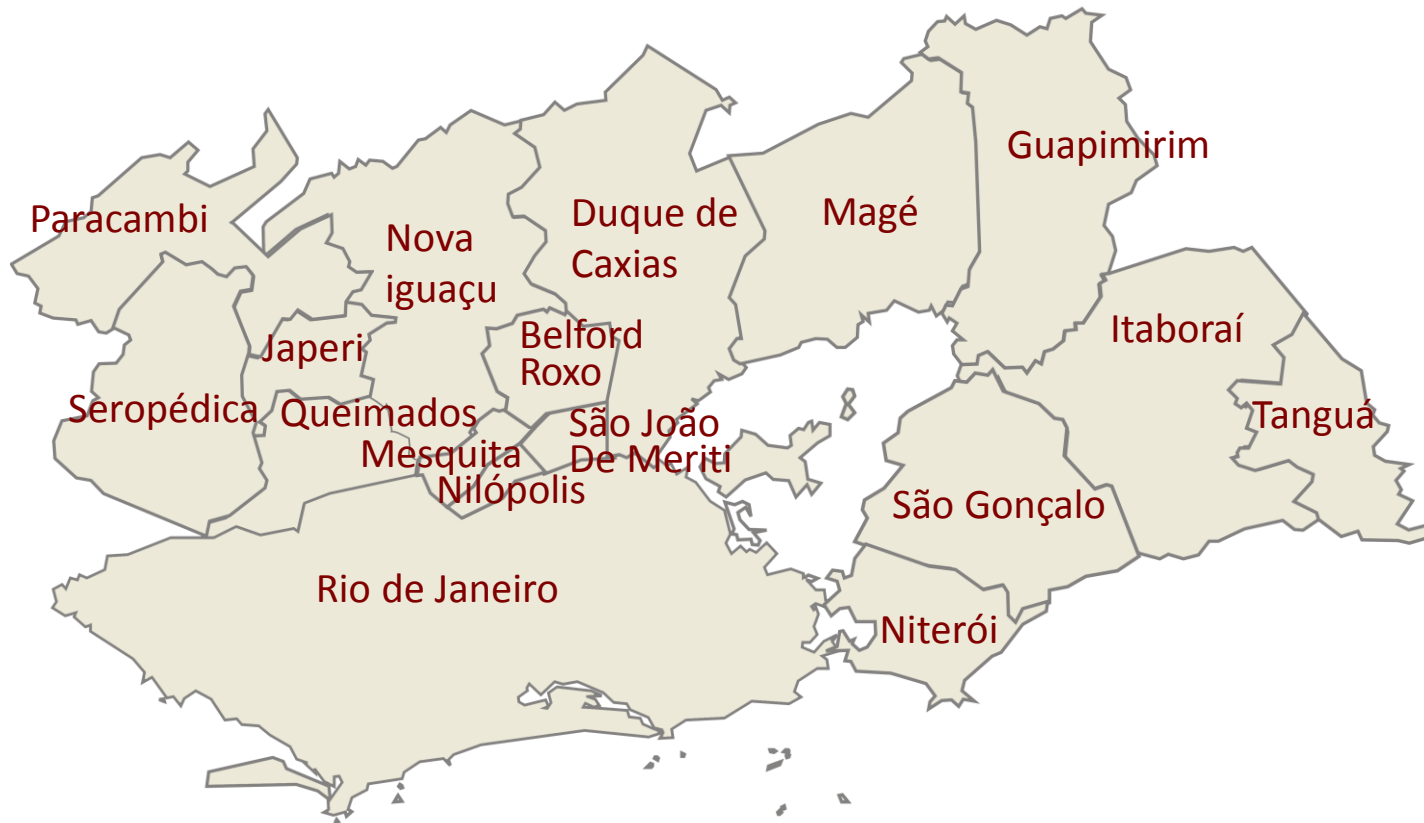 Guapimirim
Paracambi
Duque de
Caxias
Magé
Nova
iguaçu
Itaboraí
Belford
Roxo
Japeri
Seropédica
Queimados
São João
De Meriti
Tanguá
Mesquita
Nilópolis
São Gonçalo
Rio de Janeiro
Niterói